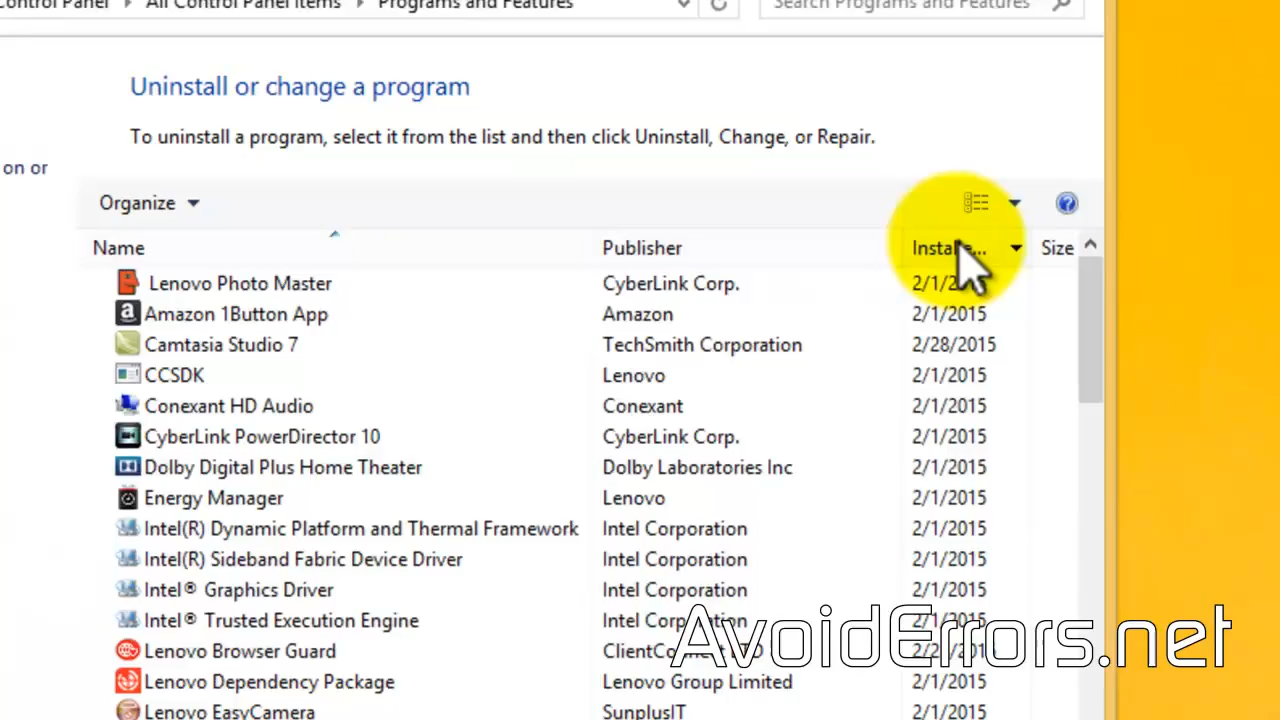 Control Panel All Control Panel Items Programs and Features Search Programs and Features
Uninstall or change a program
To uninstall a program, select it from the list and then click Uninstall, Change, or Repair.
on or
Organize
Name Publisher Installe... Size
Lenovo Photo Master CyberLink Corp.
Amazon 1Button App Amazon 2/1/2015
Camtasia Studio 7 TechSmith Corporation 2/28/2015
CCSDK Lenovo 2/1/2015
Conexant HD Audio Conexant 2/1/2015
CyberLink PowerDirector 10 CyberLink Corp. 2/1/2015
Dolby Digital Plus Home Theater Dolby Laboratories Inc 2/1/2015
Energy Manager Lenovo 2/1/2015
Intel(R) Dynamic Platform and Thermal Framework Intel Corporation 2/1/2015
Intel(R) Sideband Fabric Device Driver Intel Corporation 2/1/2015
Intel® Graphics Driver Intel Corporation 2/1/2015
Intel® Trusted Execution Engine Intel Corporation 2/1/2015
AvoidErrors.net
Lenovo Browser Guard
Lenovo Dependency Package Lenovo Group Limited 2/1/2015
Lenovo EasyCamera SunplusIT 2/1/2015